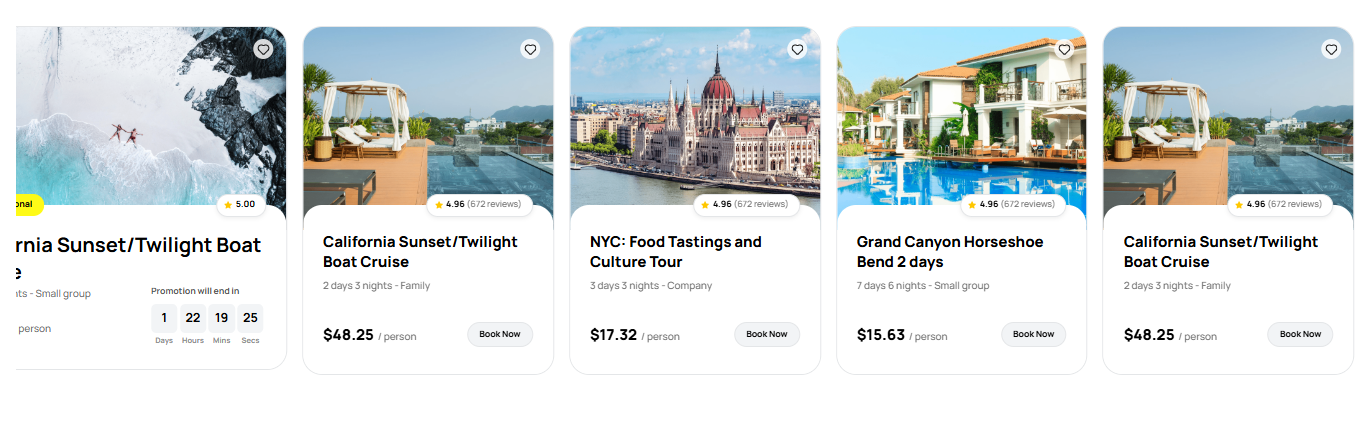 onal
5.00
rnia Sunset/Twilight Boat
e
nts - Small group
person
Promotion will end in
1 22 19 25
Days Hours Mins Secs
4.96 (672 reviews)
California Sunset/Twilight
Boat Cruise
2 days 3 nights - Family
$48.25 / person
Book Now
4.96 (672 reviews)
NYC: Food Tastings and
Culture Tour
3 days 3 nights - Company
$17.32 / person
Book Now
4.96 (672 reviews)
Grand Canyon Horseshoe
Bend 2 days
7 days 6 nights - Small group
$15.63 / person
Book Now
4.96 (672 reviews)
California Sunset/Twilight
Boat Cruise
2 days 3 nights - Family
$48.25 / person
Book Now